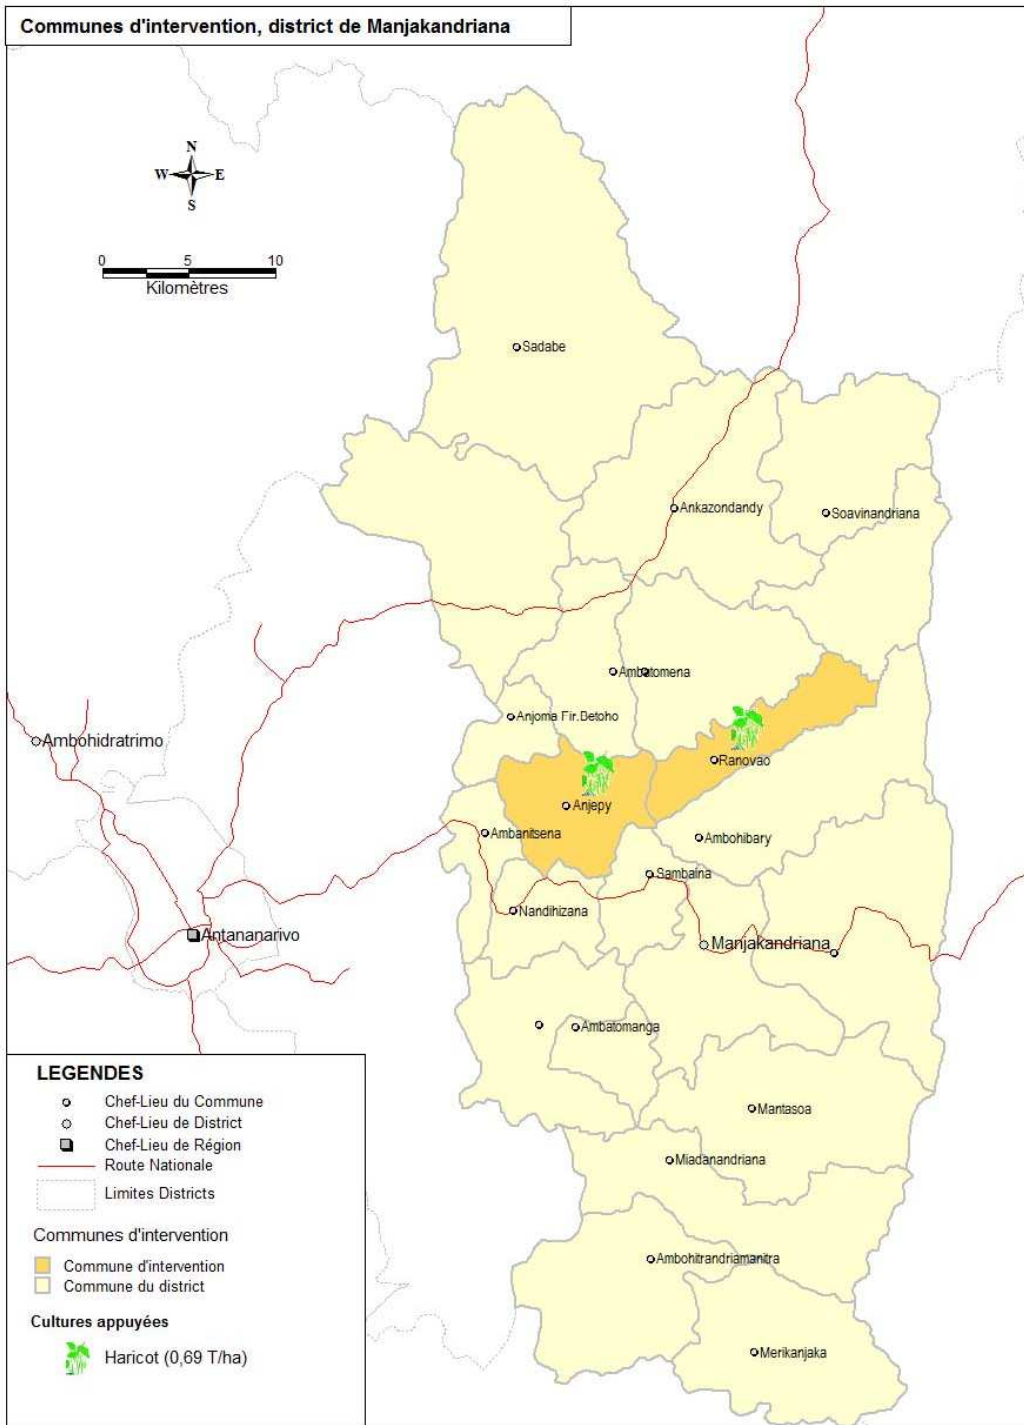 Communes d'intervention, district de Manjakandriana
N
W E
S
0 5 10
Kilomètres
Sadabe
Ankazondandy
Soavinandriana
Ambatomena
Anjoma Fir.Betoho
Ambohidratrimo
Ranovao
Anjepy
Ambanitsena
Ambohibary
Sambaina
Nandihizana
Antananarivo
Manjakandriana
Ambatomanga
Mantasoa
Miadanandriana
Ambohitrandriamanitra
Merikanjaka
LEGENDES
Chef-Lieu du Commune
Chef-Lieu de District
Chef-Lieu de Région
Route Nationale
Limites Districts
Communes d'intervention
Commune d'intervention
Commune du district
Cultures appuyées
Haricot (0,69 T/ha)